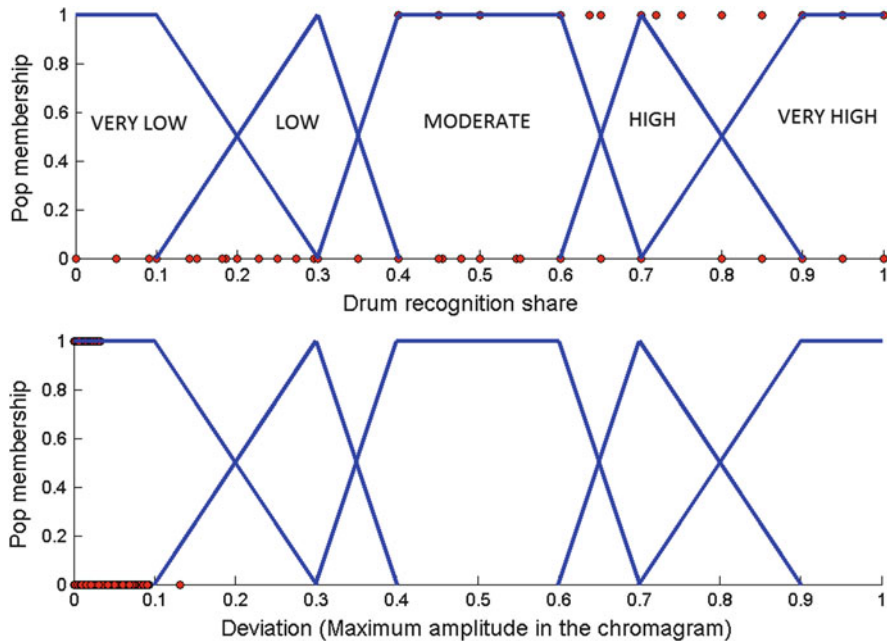 1
0.8
0.6
0.4
0.2
0
Pop membership
VERY LOW
LOW
MODERATE
HIGH
VERY HIGH
0 0.1 0.2 0.3 0.4 0.5 0.6 0.7 0.8 0.9 1
Drum recognition share
1
0.8
0.6
0.4
0.2
0
Pop membership
0 0.1 0.2 0.3 0.4 0.5 0.6 0.7 0.8 0.9 1
Deviation (Maximum amplitude in the chromagram)